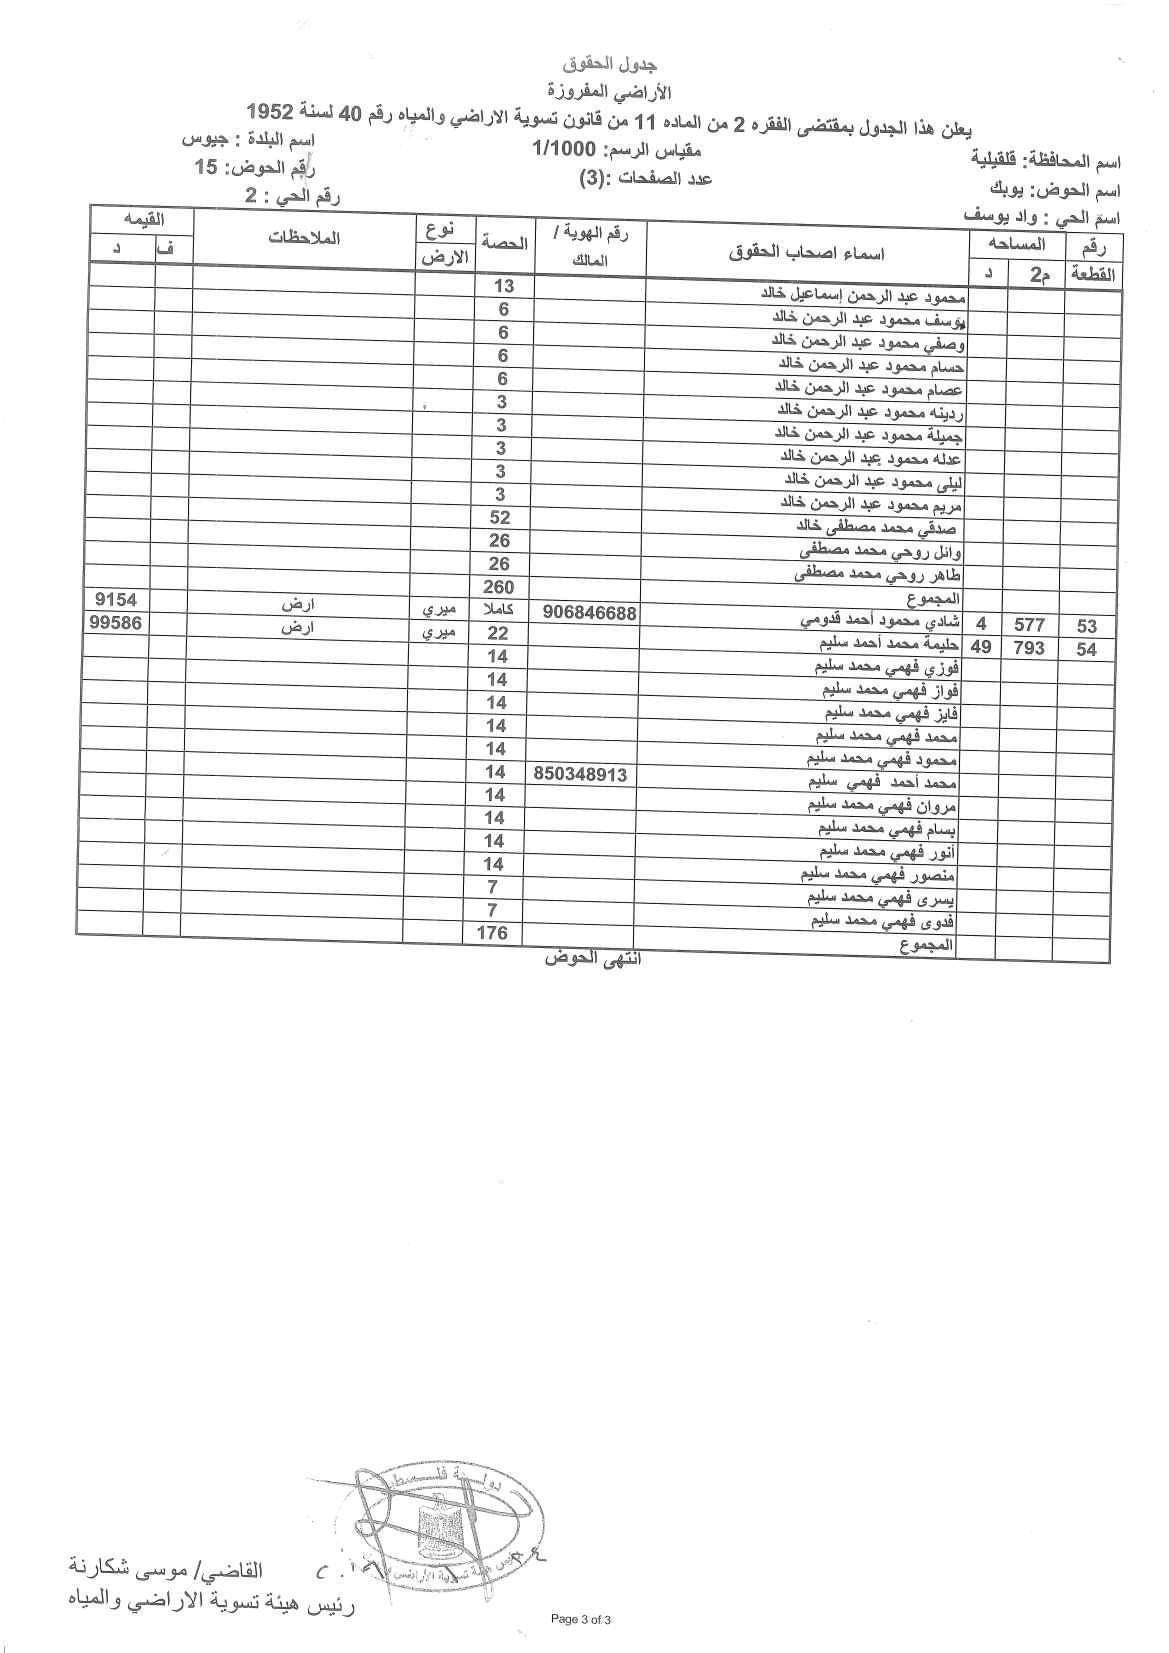 جدول الحقوق
الأراضي المفروزة
يعلن هذا الجدول بمقتضى الفقره 2 من الماده 11 من قانون تسوية الاراضي والمياه رقم 40 لسنة 1952
اسم المحافظة: قلقيلية مقياس الرسم: 1/1000 اسم البلدة : جيوس
اسم الحوض: يوبك عدد الصفحات :(3) رقم الحوض: 15
اسم الحي : واد يوسف رقم الحي : 2
رقم القطعة المساحه م2 د اسماء اصحاب الحقوق رقم الهوية / المالك الحصة نوع الارض الملاحظات القيمه ف د
محمود عبد الرحمن إسماعيل خالد 13
يوسف محمود عبد الرحمن خالد 6
وصفي محمود عبد الرحمن خالد 6
حسام محمود عبد الرحمن خالد 6
عصام محمود عبد الرحمن خالد 6
ردينه محمود عبد الرحمن خالد 3
جميلة محمود عبد الرحمن خالد 3
عدله محمود عبد الرحمن خالد 3
ليلى محمود عبد الرحمن خالد 3
مريم محمود عبد الرحمن خالد 3
صدقي محمد مصطفى خالد 52
وائل روحي محمد مصطفى 26
طاهر روحي محمد مصطفى 26
المجموع 260
53 577 4 شادي محمود أحمد قدومي 906846688 كاملا ميري ارض 9154
54 793 49 حليمة محمد أحمد سليم 22 ميري ارض 99586
فوزي فهمي محمد سليم 14
فواز فهمي محمد سليم 14
فايز فهمي محمد سليم 14
محمد فهمي محمد سليم 14
محمود فهمي محمد سليم 14
محمد أحمد فهمي سليم 850348913 14
مروان فهمي محمد سليم 14
بسام فهمي محمد سليم 14
أنور فهمي محمد سليم 14
منصور فهمي محمد سليم 14
يسرى فهمي محمد سليم 7
فدوى فهمي محمد سليم 7
المجموع 176
انتهى الحوض
دولة فلسطين
القاضي/ موسى شكارنة
رئيس هيئة تسوية الاراضي والمياه
Page 3 of 3